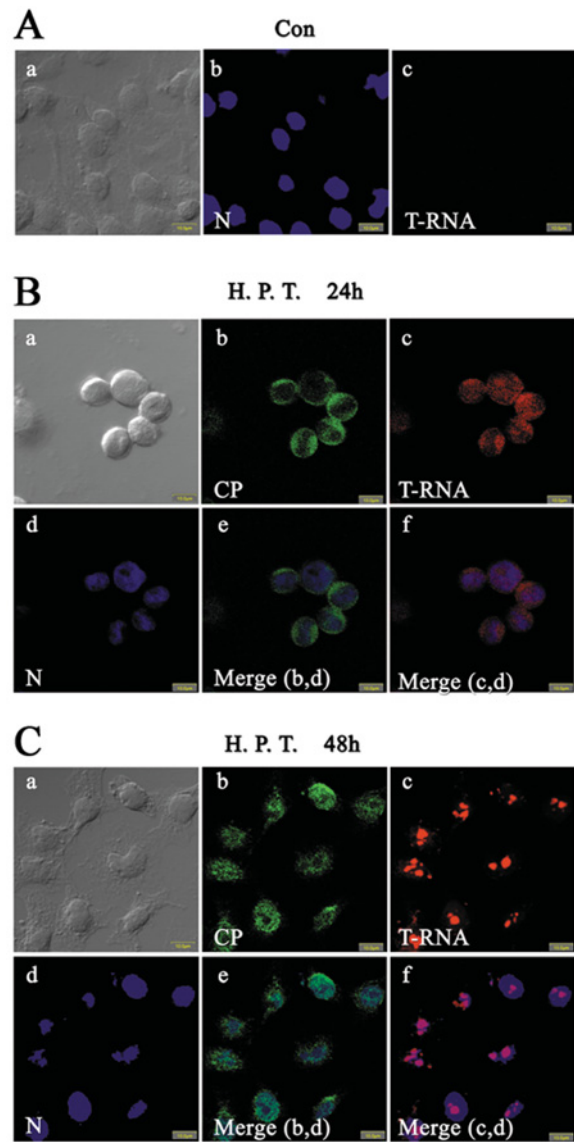 A
Con
a b c
N T-RNA
B
H. P. T. 24h
a b c
CP T-RNA
d e f
N Merge (b,d) Merge (c,d)
C
H. P. T. 48h
a b c
CP T-RNA
d e f
N Merge (b,d) Merge (c,d)